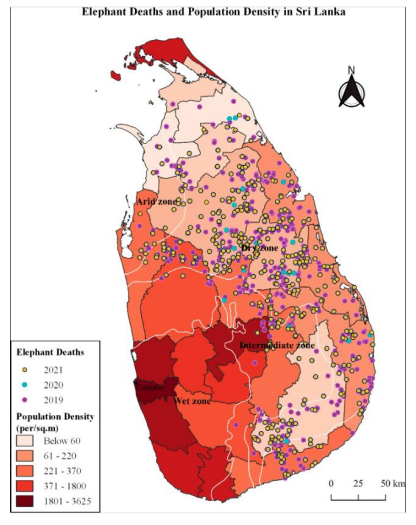 Elephant Deaths and Population Density in Sri Lanka
N
Arid zone
Dry zone
Intermediate zone
Wet zone
Elephant Deaths
2021
2020
2019
Population Density
(per/sq.m)
Below 60
61 - 220
221 - 370
371 - 1800
1801 - 3625
0 25 50 km